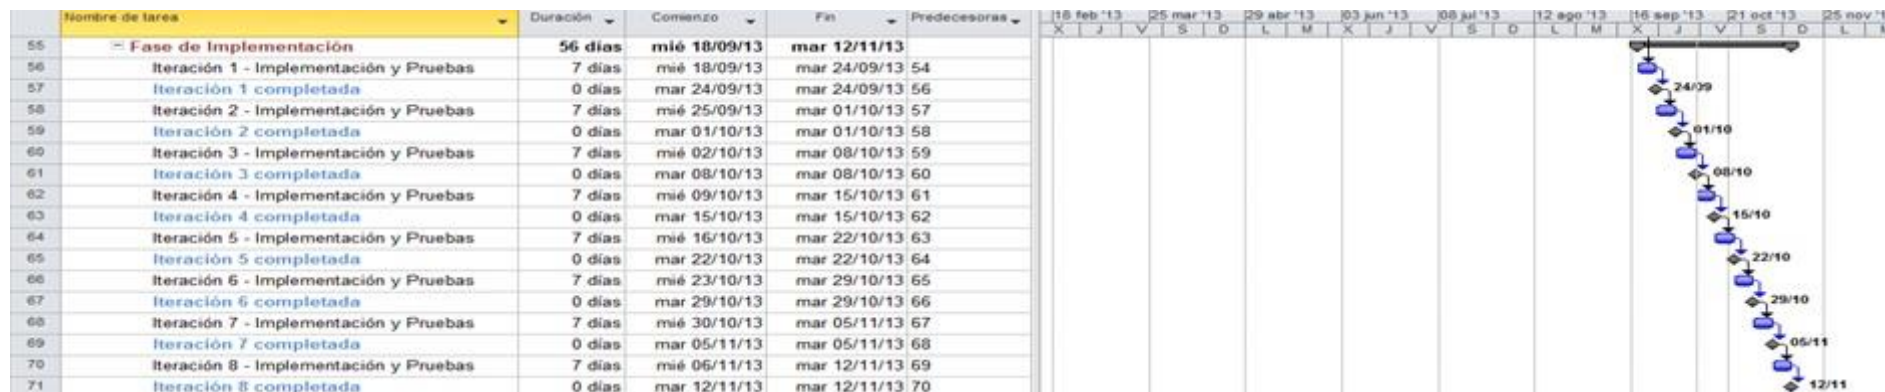 Nombre de tarea Duración Comienzo Fin Predecesoras 18 feb '13 25 mar '13 29 abr '13 03 jun '13 08 jul '13 12 ago '13 16 sep '13 21 oct '13 25 nov '1
X J V S D L M X J V S D L M X J V S D L M
55 Fase de Implementación 56 días mié 18/09/13 mar 12/11/13
56 Iteración 1 - Implementación y Pruebas 7 días mié 18/09/13 mar 24/09/13 54
57 Iteración 1 completada 0 días mar 24/09/13 mar 24/09/13 56 24/09
58 Iteración 2 - Implementación y Pruebas 7 días mié 25/09/13 mar 01/10/13 57
59 Iteración 2 completada 0 días mar 01/10/13 mar 01/10/13 58 01/10
60 Iteración 3 - Implementación y Pruebas 7 días mié 02/10/13 mar 08/10/13 59
61 Iteración 3 completada 0 días mar 08/10/13 mar 08/10/13 60 08/10
62 Iteración 4 - Implementación y Pruebas 7 días mié 09/10/13 mar 15/10/13 61
63 Iteración 4 completada 0 días mar 15/10/13 mar 15/10/13 62 15/10
64 Iteración 5 - Implementación y Pruebas 7 días mié 16/10/13 mar 22/10/13 63
65 Iteración 5 completada 0 días mar 22/10/13 mar 22/10/13 64 22/10
66 Iteración 6 - Implementación y Pruebas 7 días mié 23/10/13 mar 29/10/13 65
67 Iteración 6 completada 0 días mar 29/10/13 mar 29/10/13 66 29/10
68 Iteración 7 - Implementación y Pruebas 7 días mié 30/10/13 mar 05/11/13 67
69 Iteración 7 completada 0 días mar 05/11/13 mar 05/11/13 68 05/11
70 Iteración 8 - Implementación y Pruebas 7 días mié 06/11/13 mar 12/11/13 69
71 Iteración 8 completada 0 días mar 12/11/13 mar 12/11/13 70 12/11